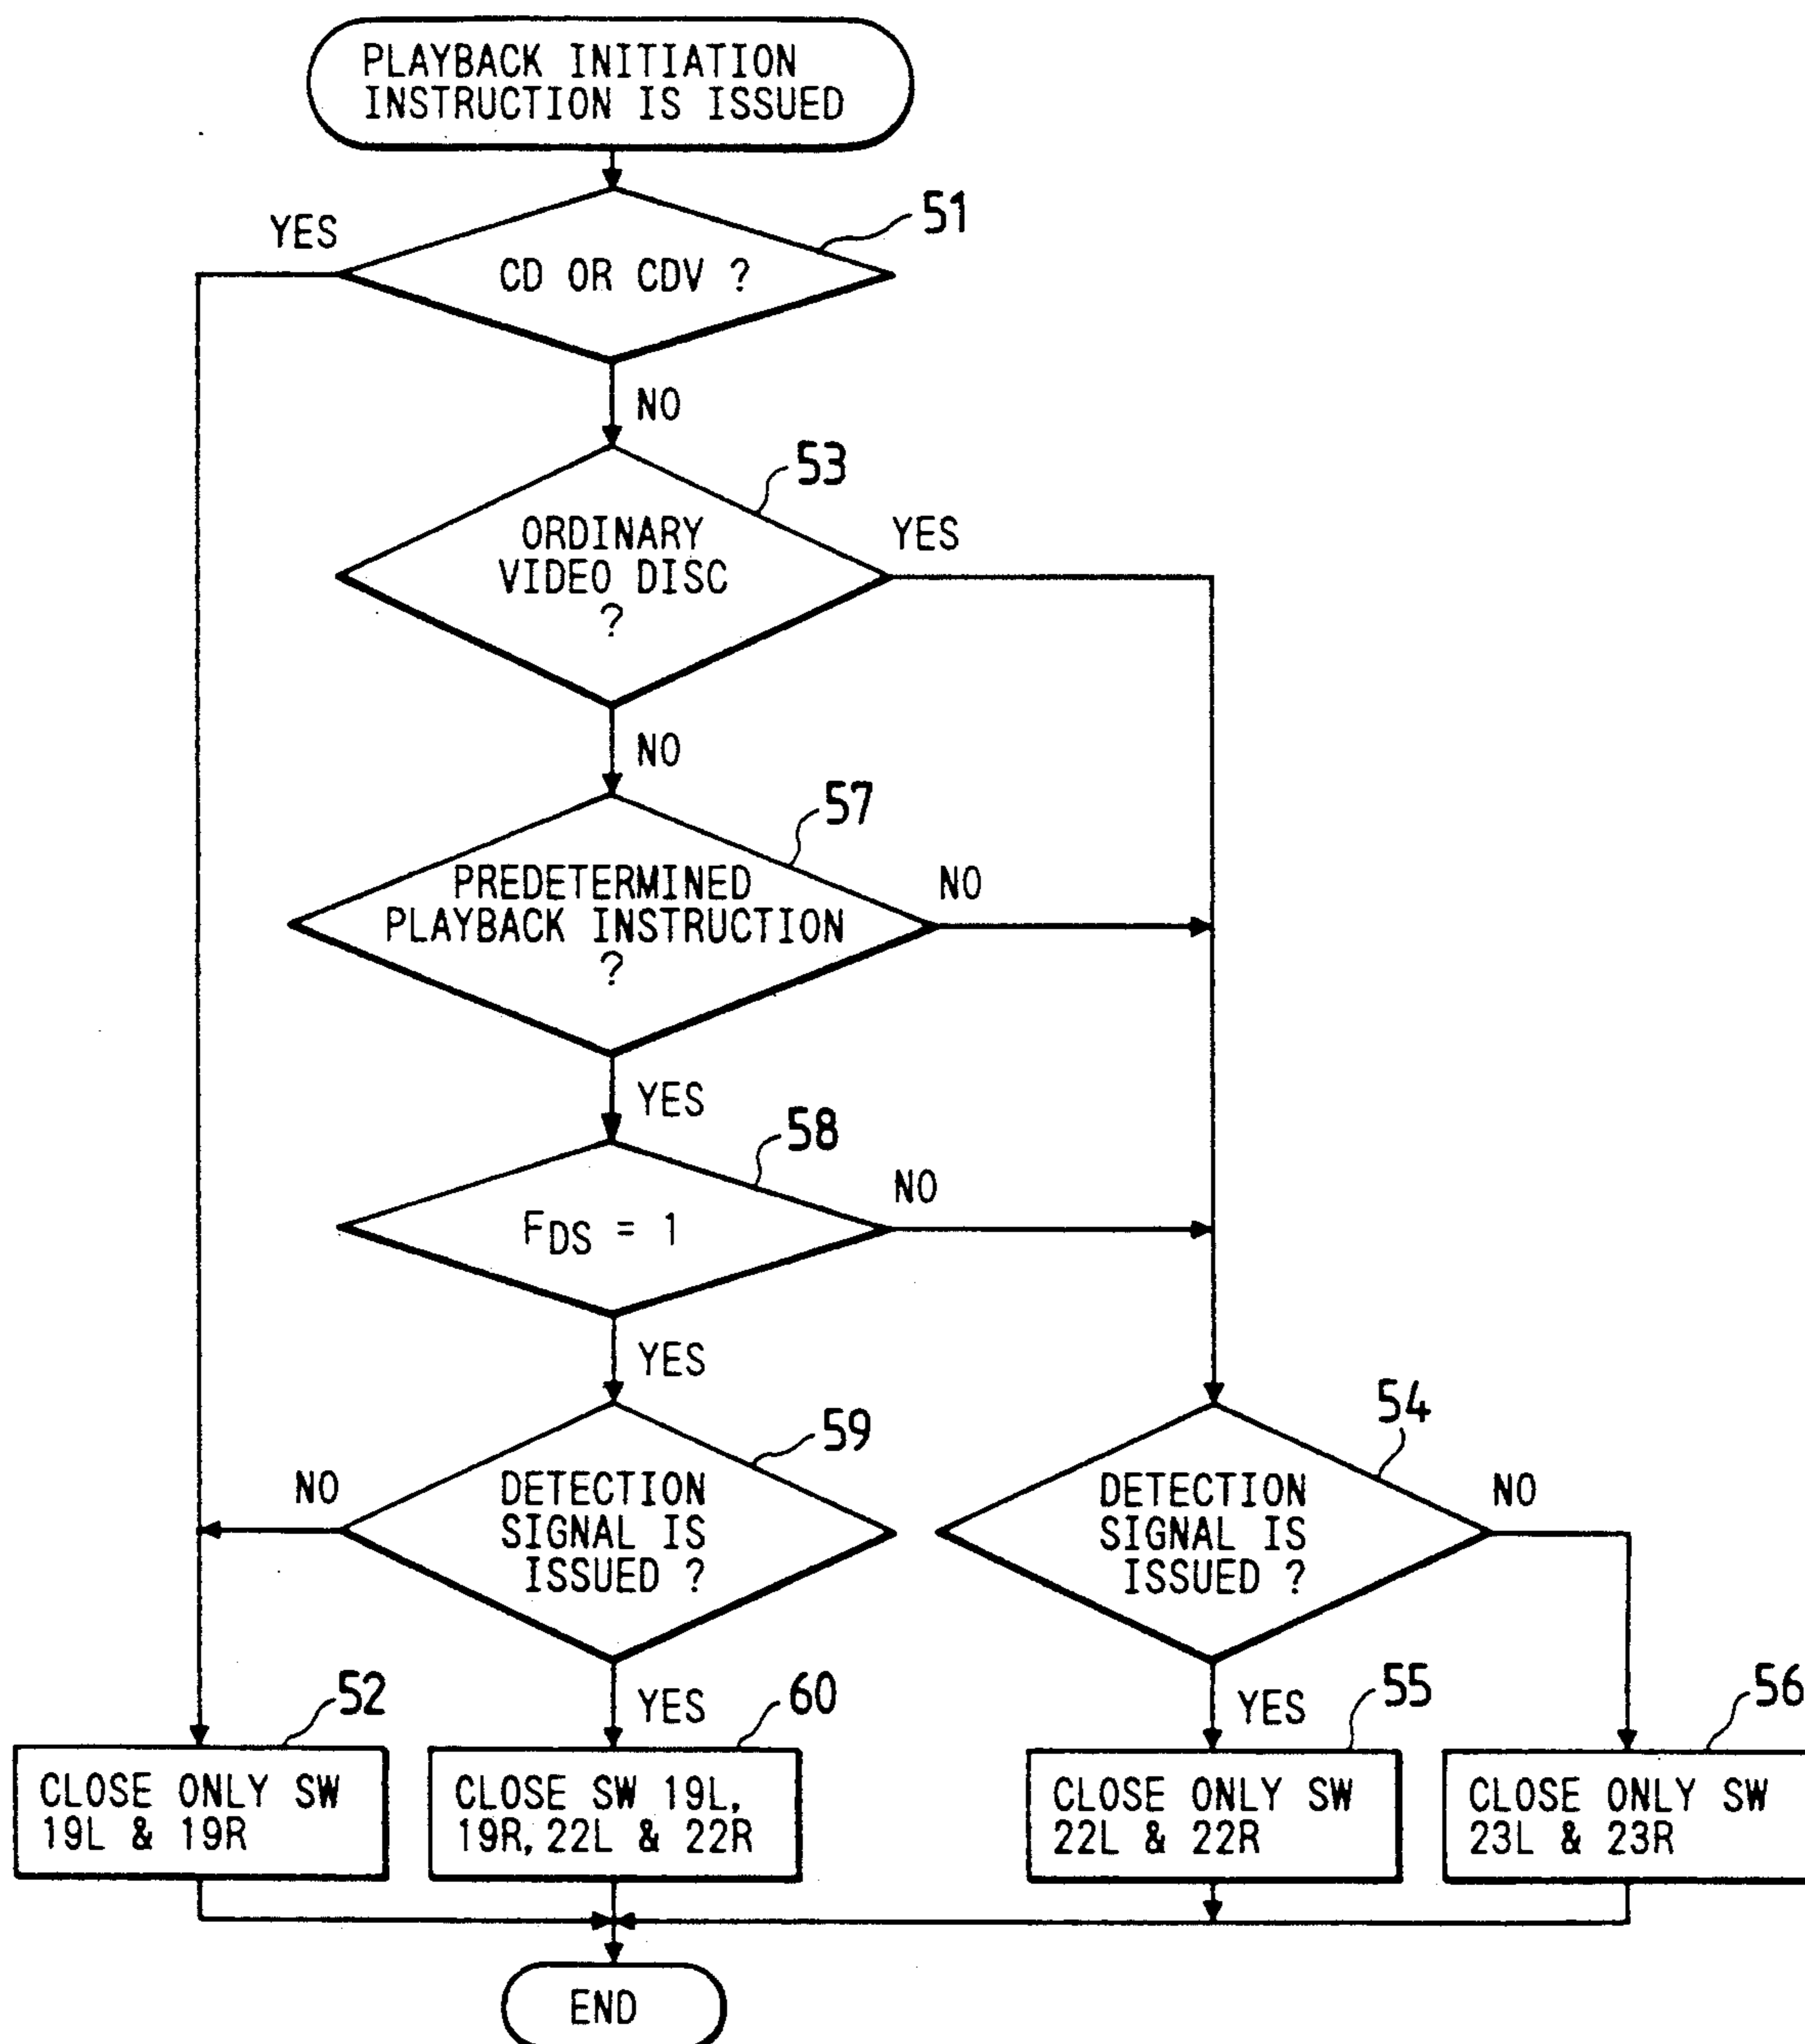 PLAYBACK INITIATION
INSTRUCTION IS ISSUED
51
YES
CD OR CDV ?
NO
53
ORDINARY
VIDEO DISC
?
YES
NO
57
PREDETERMINED
PLAYBACK INSTRUCTION
?
NO
YES
58
FDS = 1
NO
YES
59
DETECTION
SIGNAL IS
ISSUED ?
NO
54
DETECTION
SIGNAL IS
ISSUED ?
NO
YES
YES
52
CLOSE ONLY SW
19L & 19R
60
CLOSE SW 19L,
19R, 22L & 22R
55
CLOSE ONLY SW
22L & 22R
56
CLOSE ONLY SW
23L & 23R
END